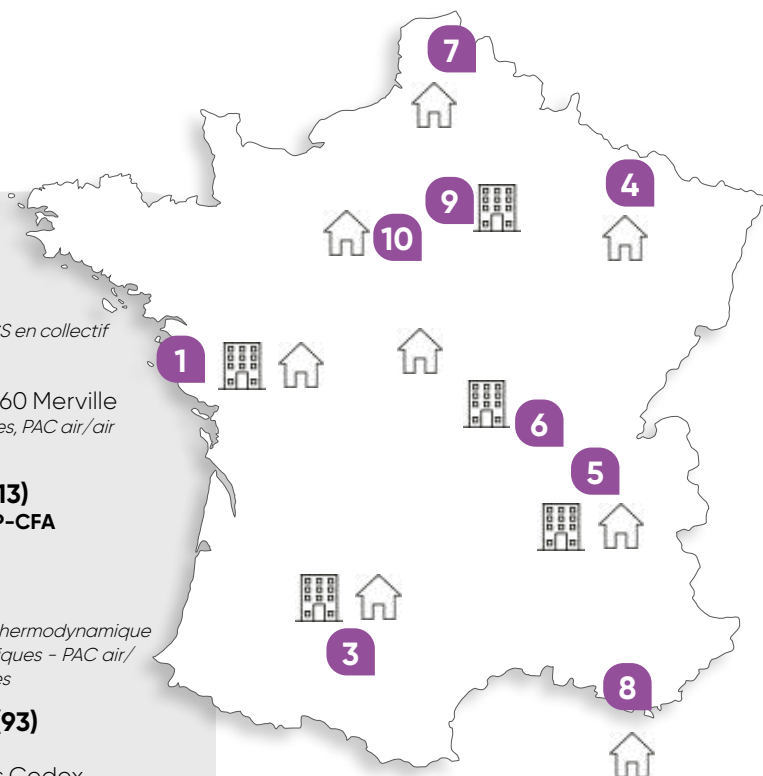 7
4
9
10
S en collectif
1
60 Merville
es, PAC air/air
6
5
13)
P-CFA
hermodynamique
iques - PAC air/
es
3
8
(93)
s Cedex